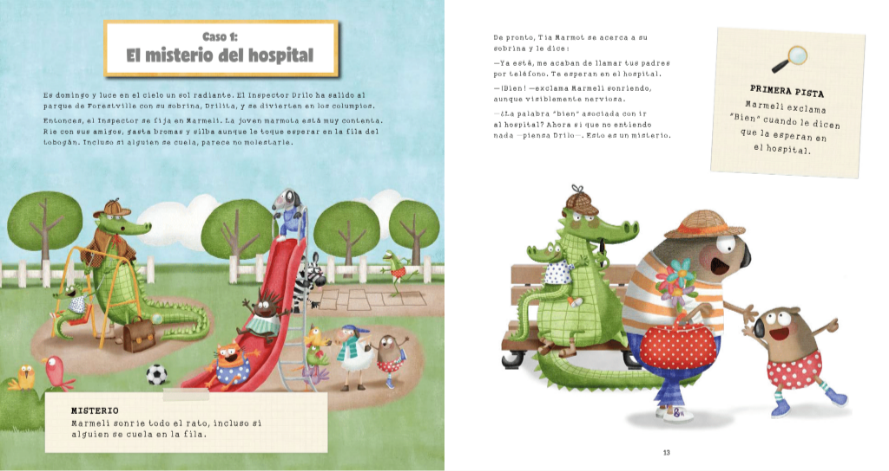 Caso 1:
El misterio del hospital
Es domingo y luce en el cielo un sol radiante. El Inspector Drilo ha salido al
parque de Forestville con su sobrina, Drilita, y se divierten en los columpios.
Entonces, el Inspector se fija en Marmeli. La joven marmota está muy contenta.
Ríe con sus amigos, gasta bromas y silba aunque le toque esperar en la fila del
tobogán. Incluso si alguien se cuela, parece no molestarla.
MISTERIO
Marmeli sonríe todo el rato, incluso si
alguien se cuela en la fila.
De pronto, Tía Marmot se acerca a su
sobrina y le dice:
—Ya está, me acaban de llamar tus padres
por teléfono. Te esperan en el hospital.
—¡Bien! —exclama Marmeli sonriendo,
aunque visiblemente nerviosa.
—¿La palabra "bien" asociada con ir
al hospital? Ahora sí que no entiendo
nada —piensa Drilo—. Esto es un misterio.
PRIMERA PISTA
Marmeli exclama
"Bien" cuando le dicen
que la esperan en
el hospital.
13